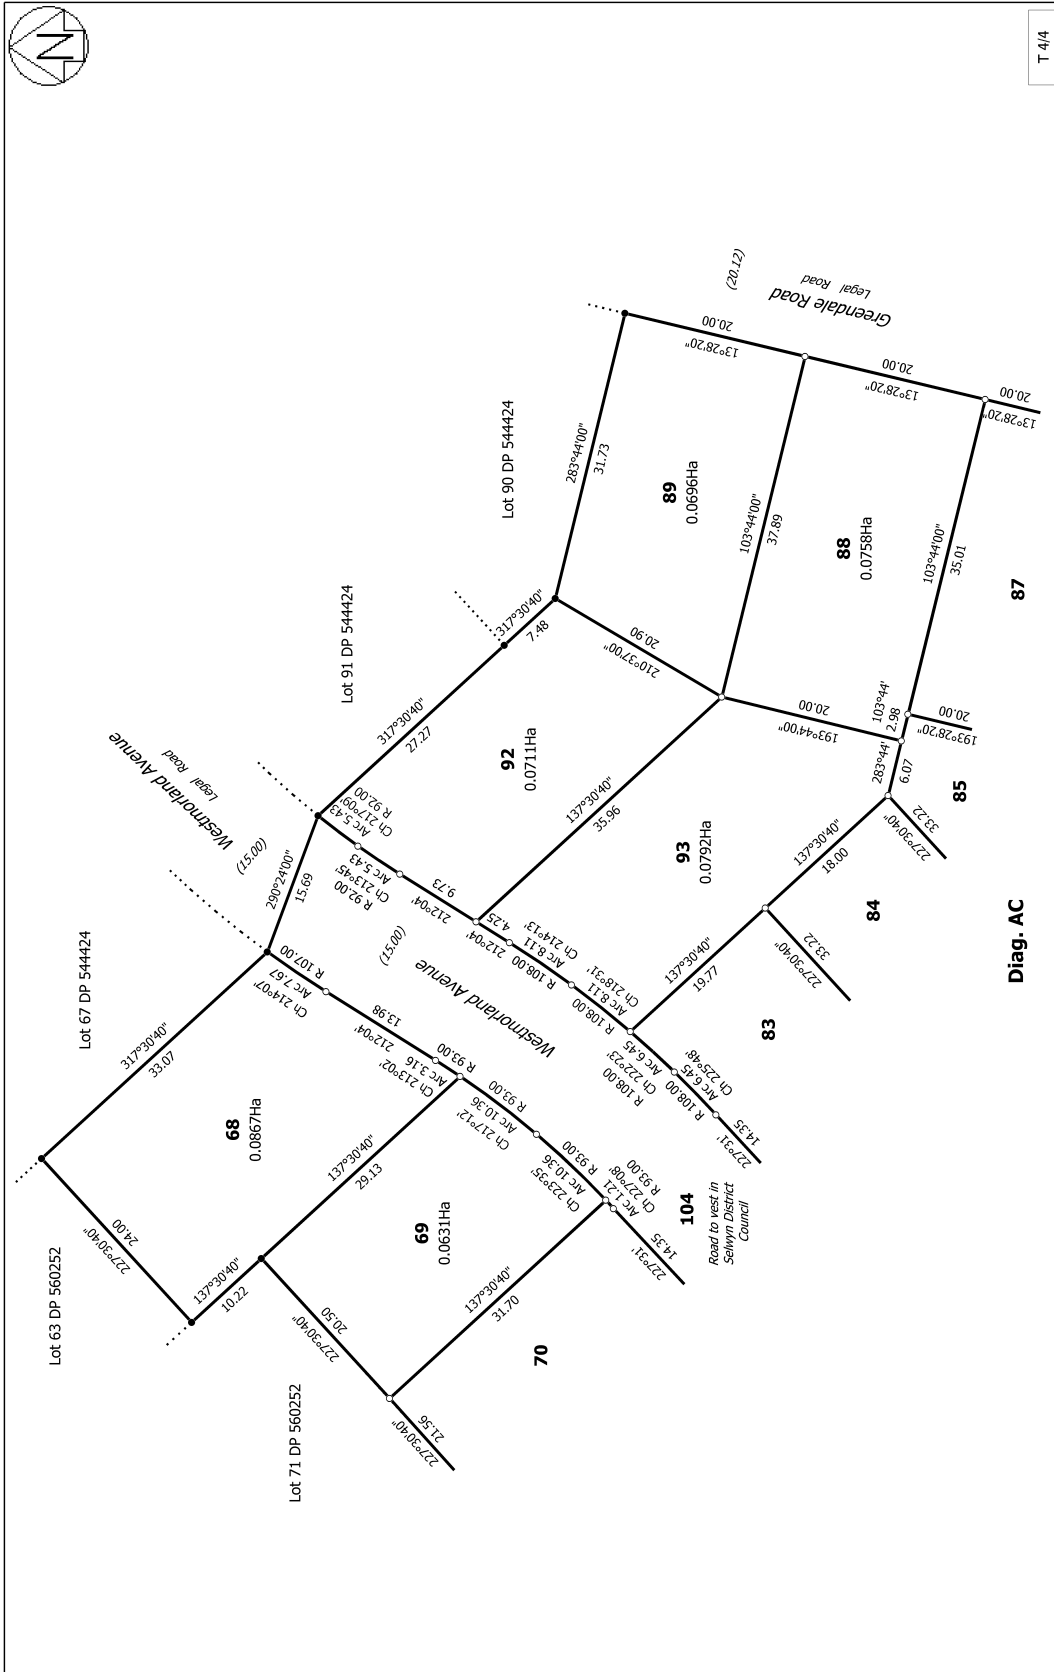 N
T 4/4
(20.12)
Greendale Road
Legal Road
20.00
13°28'20"
20.00
13°28'20"
20.00
13°28'20"
Lot 90 DP 544424
283°44'00"
31.73
89
0.0696Ha
103°44'00"
37.89
88
0.0758Ha
103°44'00"
35.01
87
Lot 91 DP 544424
317°30'40"
7.48
20.90
210°37'00"
317°30'40"
27.27
92
0.0711Ha
20.00
193°44'00"
103°44'
2.98
20.00
193°28'20"
283°44'
6.07
85
33.22
227°30'40"
137°30'40"
35.96
93
0.0792Ha
137°30'40"
18.00
84
33.22
227°30'40"
137°30'40"
19.77
83
Diag. AC
Westmorland Avenue
Legal Road
(15.00)
290°24'00"
15.69
R 92.00
Ch 217°09'
Arc 5.43
R 92.00
Ch 213°45'
Arc 5.43
9.73
212°04'
4.25
212°04'
Arc 8.11
Ch 214°13'
R 108.00
Arc 8.11
Ch 218°31'
R 108.00
Arc 6.45
Ch 222°23'
R 108.00
Arc 6.45
Ch 225°48'
R 108.00
14.35
227°31'
(15.00)
Westmorland Avenue
Lot 67 DP 544424
317°30'40"
33.07
R 107.00
Arc 7.67
Ch 214°07'
13.98
212°04'
R 93.00
Arc 3.16
Ch 213°02'
R 93.00
Arc 10.36
Ch 217°12'
R 93.00
Arc 10.36
Ch 223°35'
R 93.00
Ch 227°08'
Arc 1.21
14.35
227°31'
104
Road to vest in
Selwyn District
Council
68
0.0867Ha
137°30'40"
29.13
69
0.0631Ha
137°30'40"
31.70
70
Lot 63 DP 560252
24.00
227°30'40"
137°30'40"
10.22
20.50
227°30'40"
Lot 71 DP 560252
21.56
227°30'40"